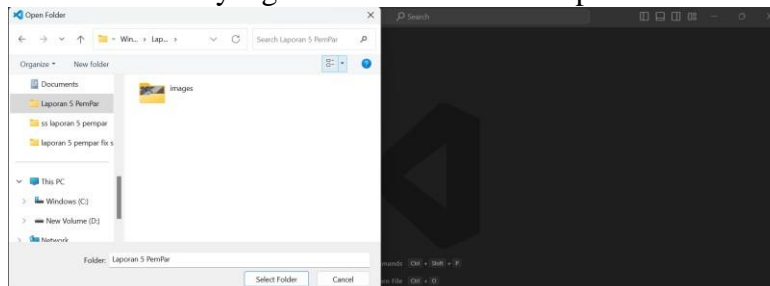 Open Folder
Search
Win... › Lap... ›
Search Laporan 5 PemPar
Organize
New folder
Documents
images
Laporan 5 PemPar
ss laporan 5 pempar
laporan 5 pempar fix s
This PC
Windows (C:)
New Volume (D:)
Network
Folder: Laporan 5 PemPar
Ctrl + Shift + P
Select Folder
Cancel
File Ctrl + O